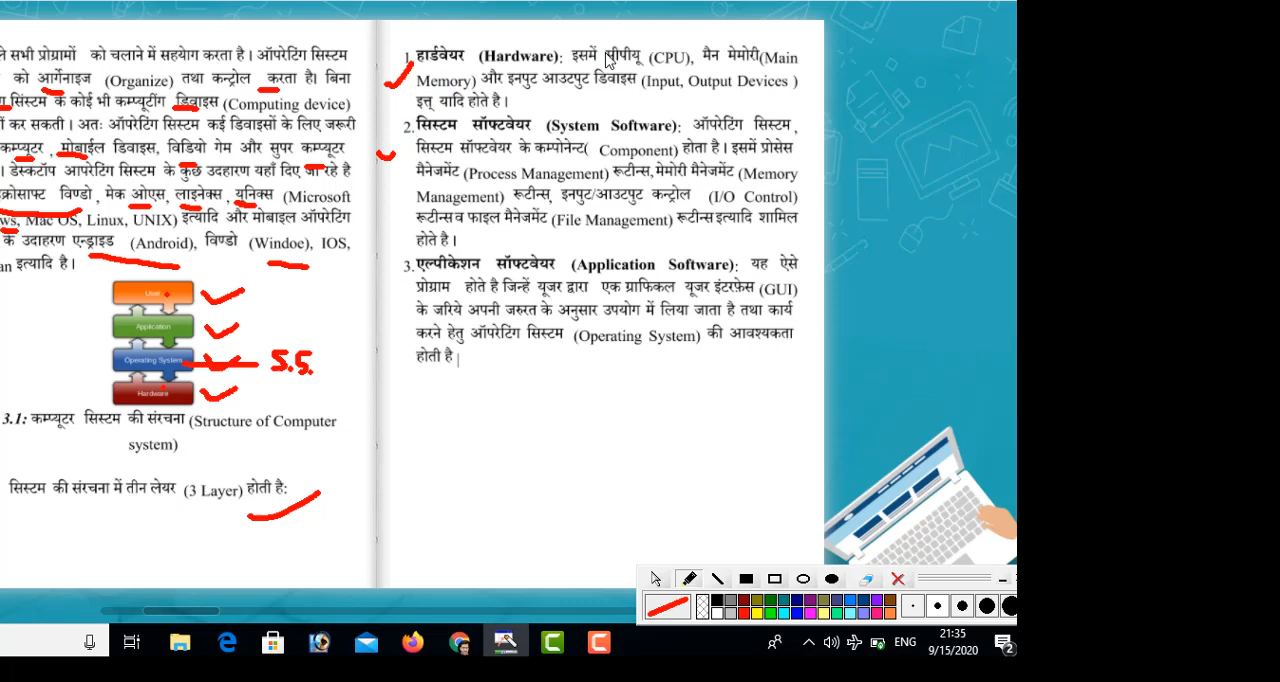 ले सभी प्रोग्रामों को चलाने में सहयोग करता है। ऑपरेटिंग सिस्टम
को आर्गेनाइज (Organize) तथा कन्ट्रोल करता है। बिना
सिस्टम के कोई भी कम्प्यूटींग डिवाइस (Computing device)
कर सकती। अतः ऑपरेटिंग सिस्टम कई डिवाइसों के लिए जरूरी
कम्प्यूटर , मोबाईल डिवाइस, विडियो गेम और सुपर कम्प्यूटर
। डेस्कटॉप आपरेटिंग सिस्टम के कुछ उदहारण यहाँ दिए जा रहे है
क्रोसाफ्ट विण्डो, मेक ओएस, लाइनेक्स , यूनिक्स (Microsoft
ws, Mac OS, Linux, UNIX) इत्यादि और मोबाइल ऑपरेटिंग
के उदाहरण एन्ड्राइड (Android), विण्डो (Windoe), IOS,
an इत्यादि है।
User
Application
Operating System
S.S.
Hardware
3.1: कम्प्यूटर सिस्टम की संरचना (Structure of Computer
system)
सिस्टम की संरचना में तीन लेयर (3 Layer) होती है:
1. हार्डवेयर (Hardware): इसमें सीपीयू (CPU), मैन मेमोरी(Main
Memory) और इनपुट आउटपुट डिवाइस (Input, Output Devices )
इत्त् यादि होते है।
2. सिस्टम सॉफ्टवेयर (System Software): ऑपरेटिंग सिस्टम ,
सिस्टम सॉफ्टवेयर के कम्पोनेन्ट( Component) होता है। इसमें प्रोसेस
मैनेजमेंट (Process Management) रूटीन्स, मेमोरी मैनेजमेंट (Memory
Management) रूटीन्स, इनपुट/आउटपुट कन्ट्रोल (I/O Control)
रूटीन्स व फाइल मैनेजमेंट (File Management) रूटीन्स इत्यादि शामिल
होते है।
3. एल्पीकेशन सॉफ्टवेयर (Application Software): यह ऐसे
प्रोग्राम होते है जिन्हें यूजर द्वारा एक ग्राफिकल यूजर इंटरफ़ेस (GUI)
के जरिये अपनी जरुरत के अनुसार उपयोग में लिया जाता है तथा कार्य
करने हेतु ऑपरेटिंग सिस्टम (Operating System) की आवश्यकता
होती है |
ENG
21:35
9/15/2020
2